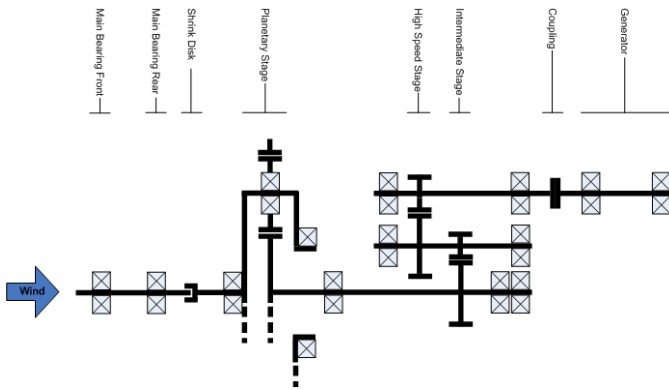 Main Bearing Front
Main Bearing Rear
Shrink Disk
Planetary Stage
High Speed Stage
Intermediate Stage
Coupling
Generator
Wind